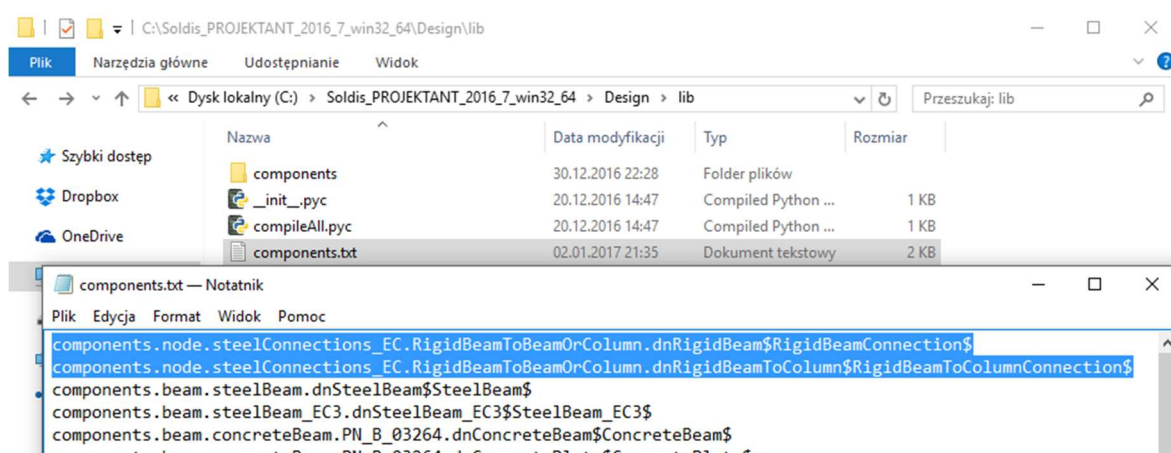 C:\Soldis_PROJEKTANT_2016_7_win32_64\Design\lib
Plik Narzędzia główne Udostępnianie Widok
« Dysk lokalny (C:) > Soldis_PROJEKTANT_2016_7_win32_64 > Design > lib Przeszukaj: lib
Nazwa Data modyfikacji Typ Rozmiar
Szybki dostęp
components 30.12.2016 22:28 Folder plików
Dropbox
__init__.pyc 20.12.2016 14:47 Compiled Python ... 1 KB
compileAll.pyc 20.12.2016 14:47 Compiled Python ... 1 KB
OneDrive
components.txt 02.01.2017 21:35 Dokument tekstowy 2 KB
components.txt — Notatnik
Plik Edycja Format Widok Pomoc
components.node.steelConnections_EC.RigidBeamToBeamOrColumn.dnRigidBeam$RigidBeamConnection$
components.node.steelConnections_EC.RigidBeamToBeamOrColumn.dnRigidBeamToColumn$RigidBeamToColumnConnection$
components.beam.steelBeam.dnSteelBeam$SteelBeam$
components.beam.steelBeam_EC3.dnSteelBeam_EC3$SteelBeam_EC3$
components.beam.concreteBeam.PN_B_03264.dnConcreteBeam$ConcreteBeam$